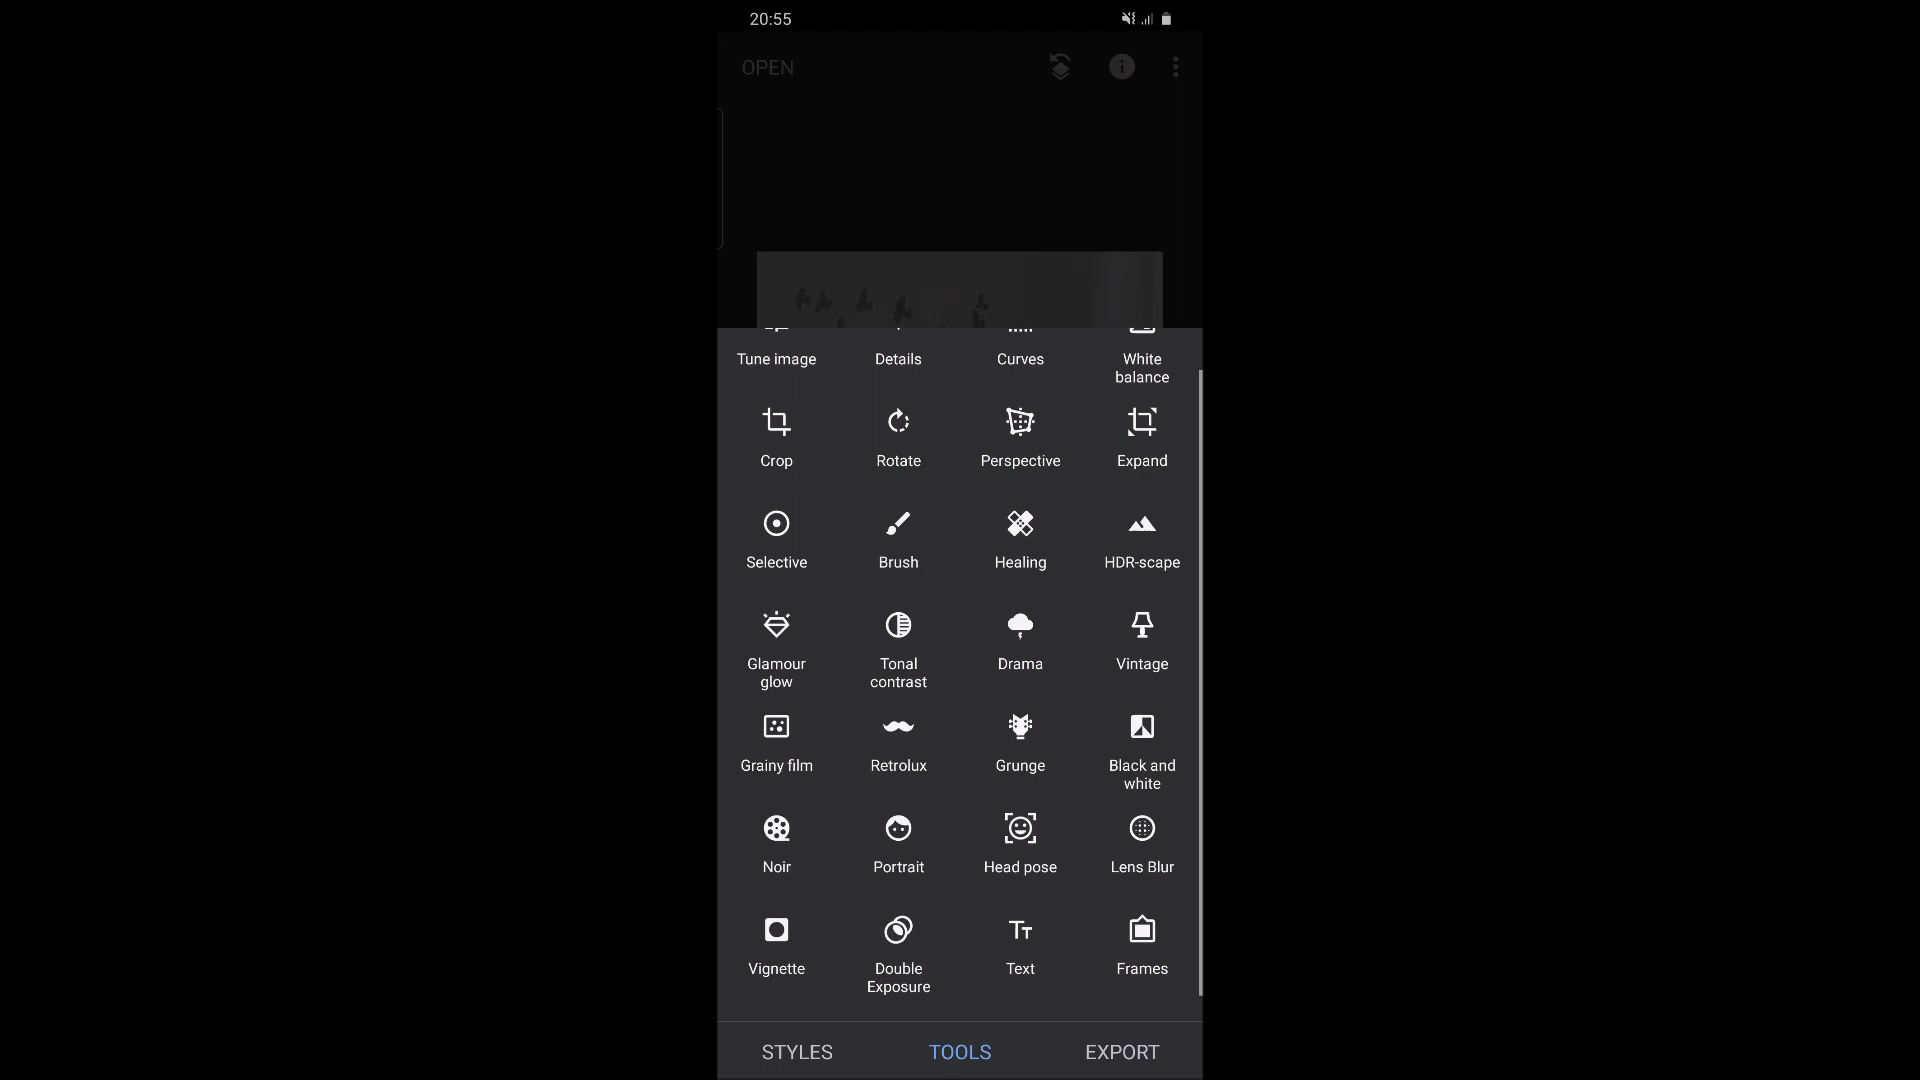 20:55
OPEN
Tune image Details Curves White
balance
Crop Rotate Perspective Expand
Selective Brush Healing HDR-scape
Glamour Tonal Drama Vintage
glow contrast
Grainy film Retrolux Grunge Black and
white
Noir Portrait Head pose Lens Blur
Vignette Double Text Frames
Exposure
STYLES TOOLS EXPORT